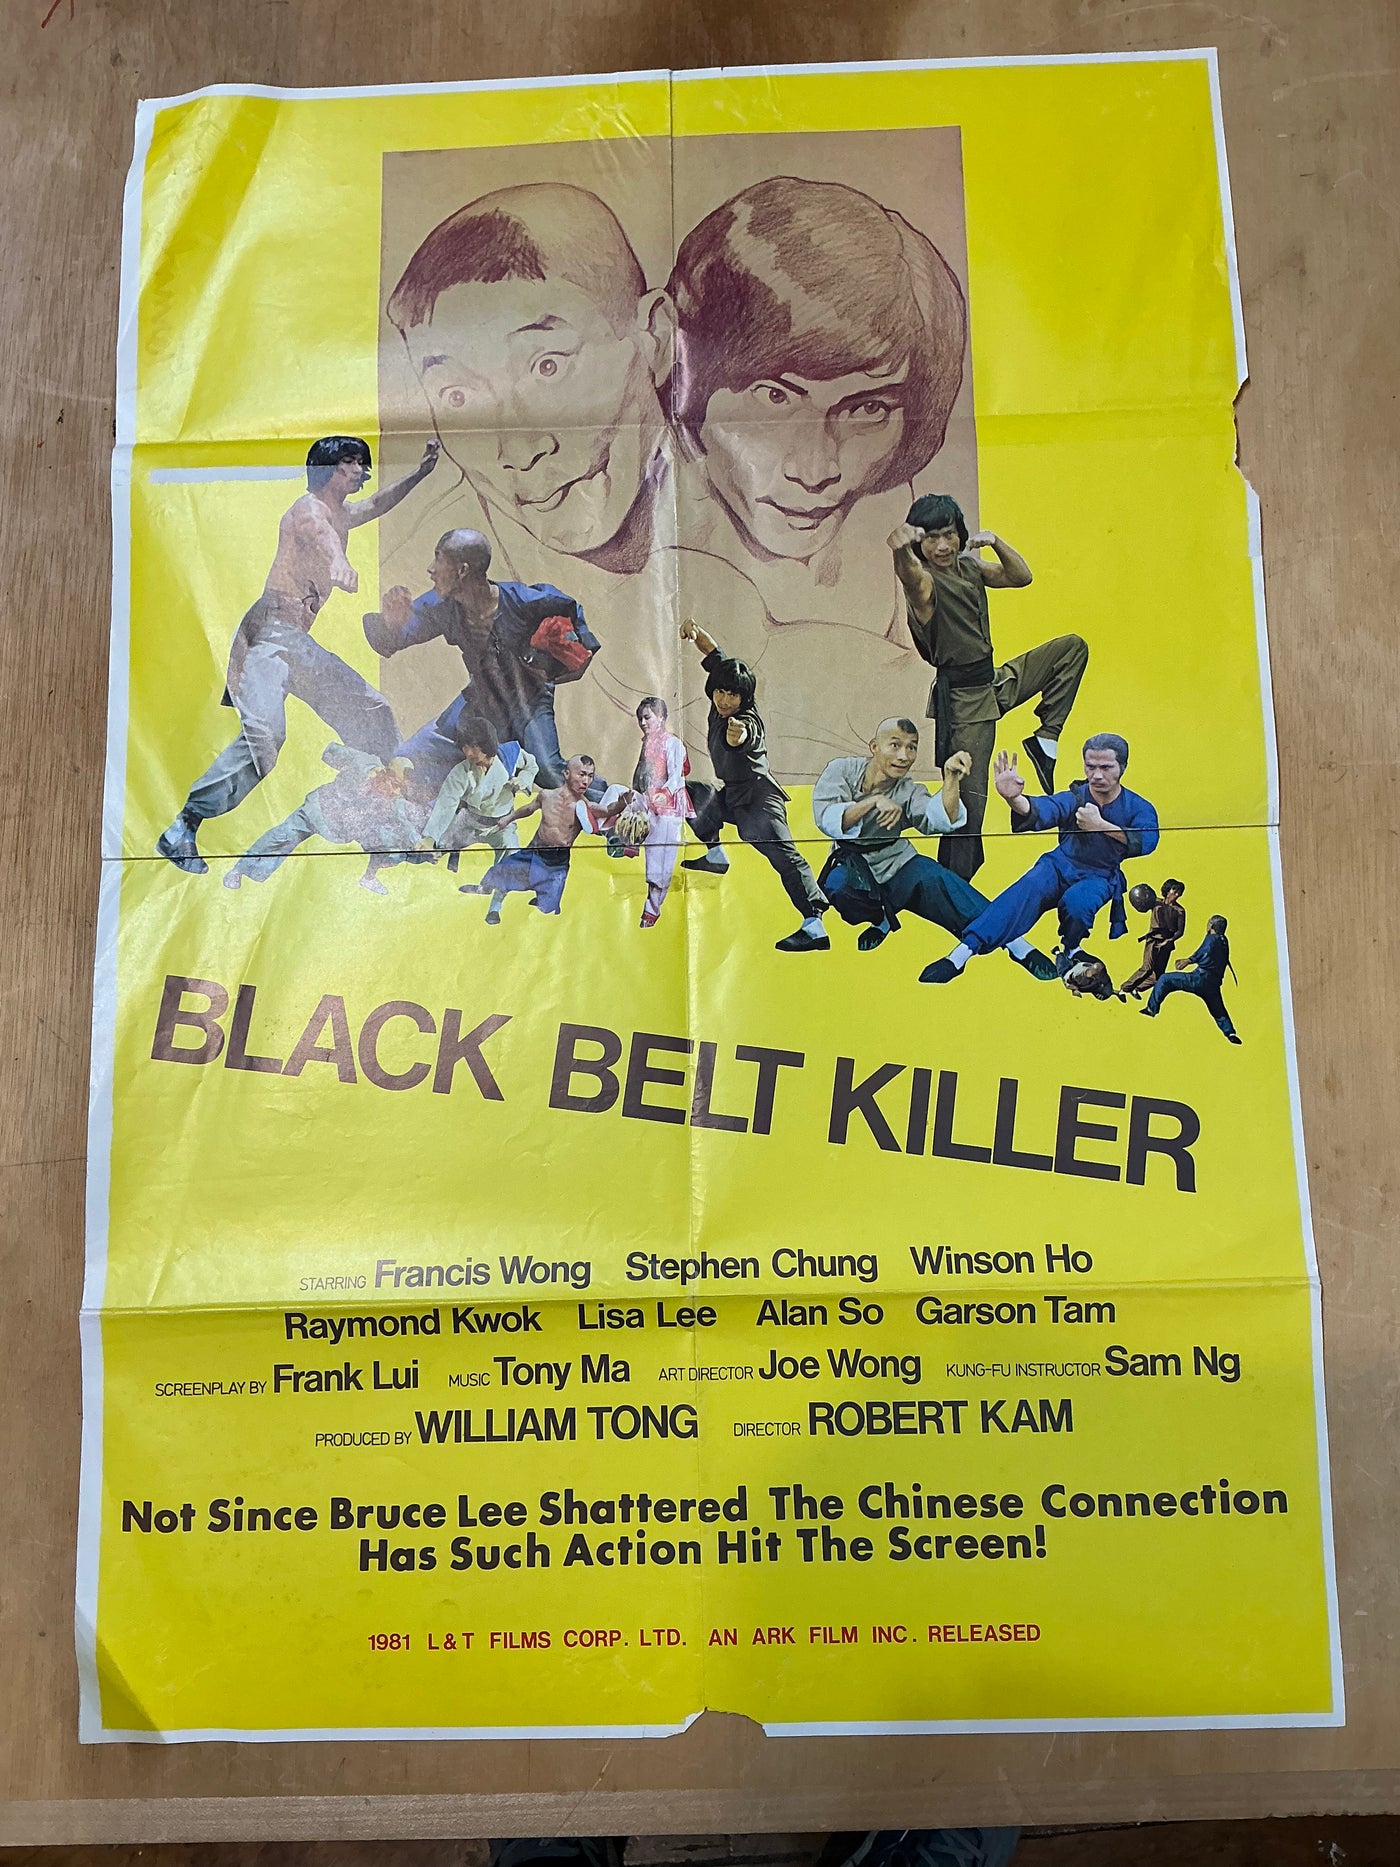 BLACK BELT KILLER
STARRING Francis Wong Stephen Chung Winson Ho
Raymond Kwok Lisa Lee Alan So Garson Tam
SCREENPLAY BY Frank Lui MUSIC Tony Ma ART DIRECTOR Joe Wong KUNG-FU INSTRUCTOR Sam Ng
PRODUCED BY WILLIAM TONG DIRECTOR ROBERT KAM
Not Since Bruce Lee Shattered The Chinese Connection
Has Such Action Hit The Screen!
1981 L&T FILMS CORP. LTD. AN ARK FILM INC. RELEASED